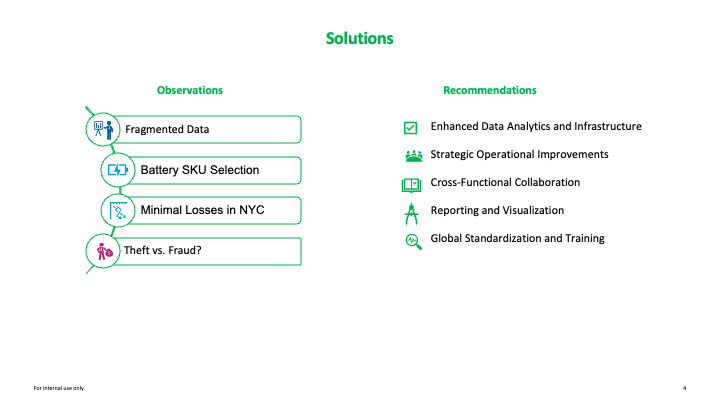 Solutions
Observations
Fragmented Data
Battery SKU Selection
Minimal Losses in NYC
Theft vs. Fraud?
Recommendations
Enhanced Data Analytics and Infrastructure
Strategic Operational Improvements
Cross-Functional Collaboration
Reporting and Visualization
Global Standardization and Training
For internal use only.
4